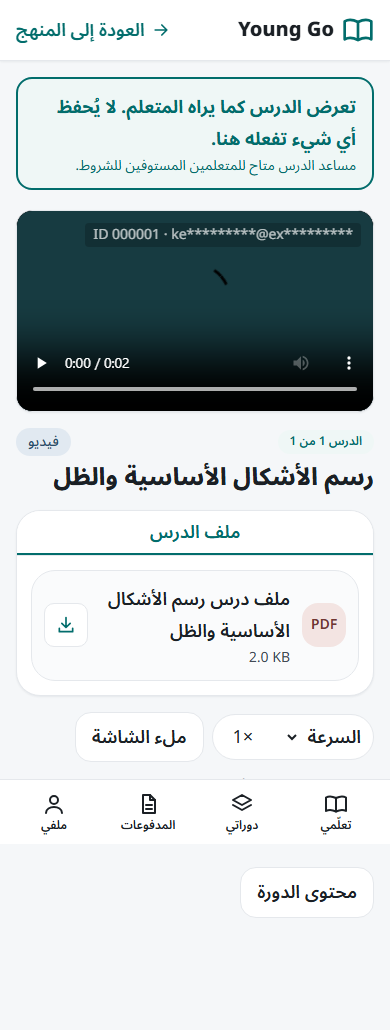 Young Go
العودة إلى المنهج
تعرض الدرس كما يراه المتعلم. لا يُحفظ
أي شيء تفعله هنا.
مساعد الدرس متاح للمتعلمين المستوفين للشروط.
ID 000001 · ke*********@ex*********
0:00 / 0:02
الدرس 1 من 1
فيديو
رسم الأشكال الأساسية والظل
ملف الدرس
PDF
ملف درس رسم الأشكال
الأساسية والظل
2.0 KB
السرعة
1×
ملء الشاشة
تعلّمي
دوراتي
المدفوعات
ملفي
محتوى الدورة